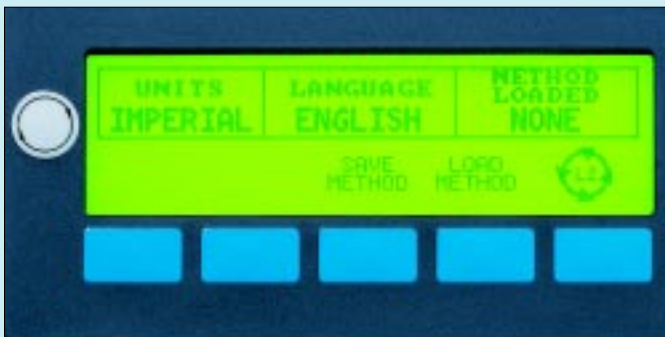 UNITS
IMPERIAL
LANGUAGE
ENGLISH
METHOD
LOADED
NONE
SAVE
METHOD
LOAD
METHOD